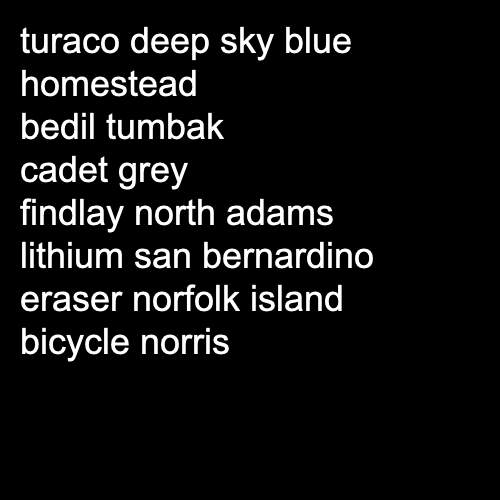 turaco deep sky blue
homestead
bedil tumbak
cadet grey
findlay north adams
lithium san bernardino
eraser norfolk island
bicycle norris